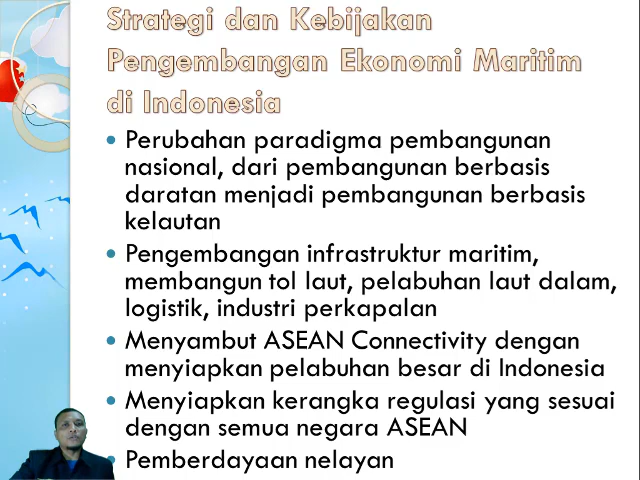 Strategi dan Kebijakan
Pengembangan Ekonomi Maritim
di Indonesia
• Perubahan paradigma pembangunan
nasional, dari pembangunan berbasis
daratan menjadi pembangunan berbasis
kelautan
• Pengembangan infrastruktur maritim,
membangun tol laut, pelabuhan laut dalam,
logistik, industri perkapalan
• Menyambut ASEAN Connectivity dengan
menyiapkan pelabuhan besar di Indonesia
• Menyiapkan kerangka regulasi yang sesuai
dengan semua negara ASEAN
• Pemberdayaan nelayan